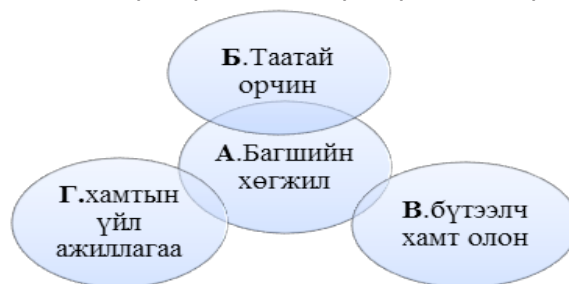 Б.Таатай
орчин
А.Багшийн
хөгжил
Г.хамтын
үйл
ажиллагаа
В.бүтээлч
хамт олон